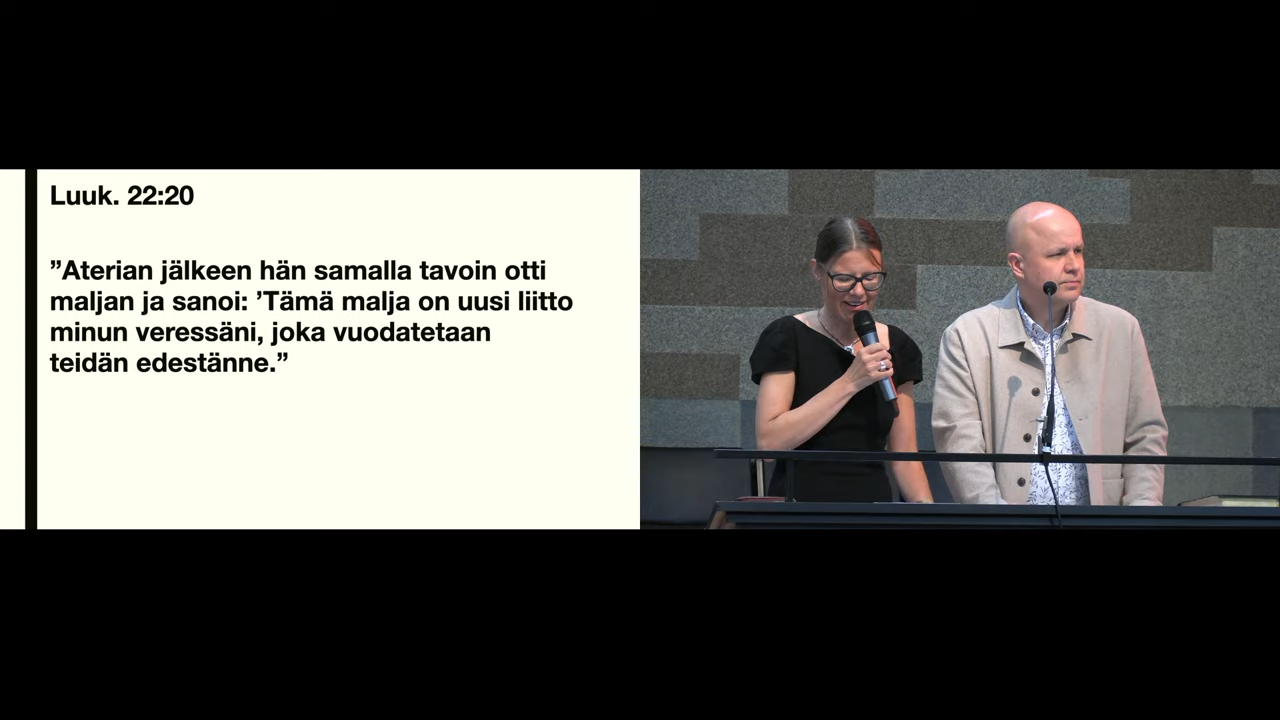 Luuk. 22:20
”Aterian jälkeen hän samalla tavoin otti
maljan ja sanoi: ’Tämä malja on uusi liitto
minun veressäni, joka vuodatetaan
teidän edestänne.”